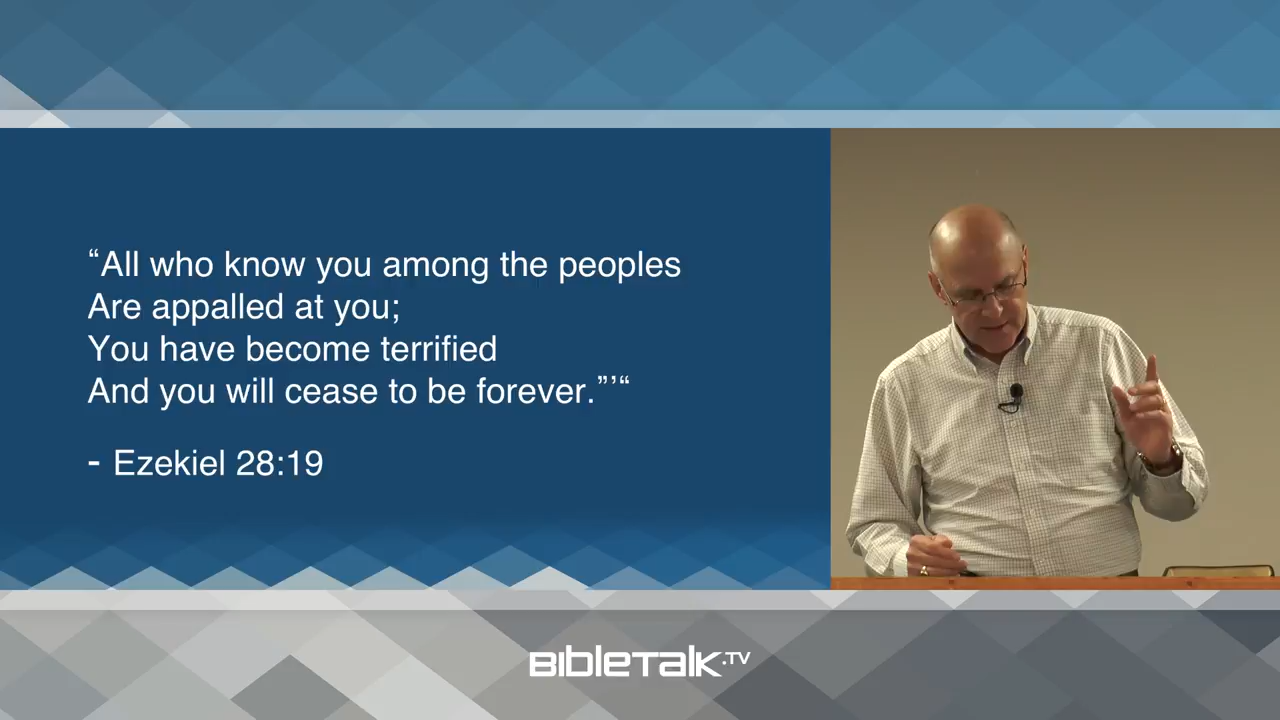 “All who know you among the peoples
Are appalled at you;
You have become terrified
And you will cease to be forever.”’“
- Ezekiel 28:19
BIBLETALK.TV